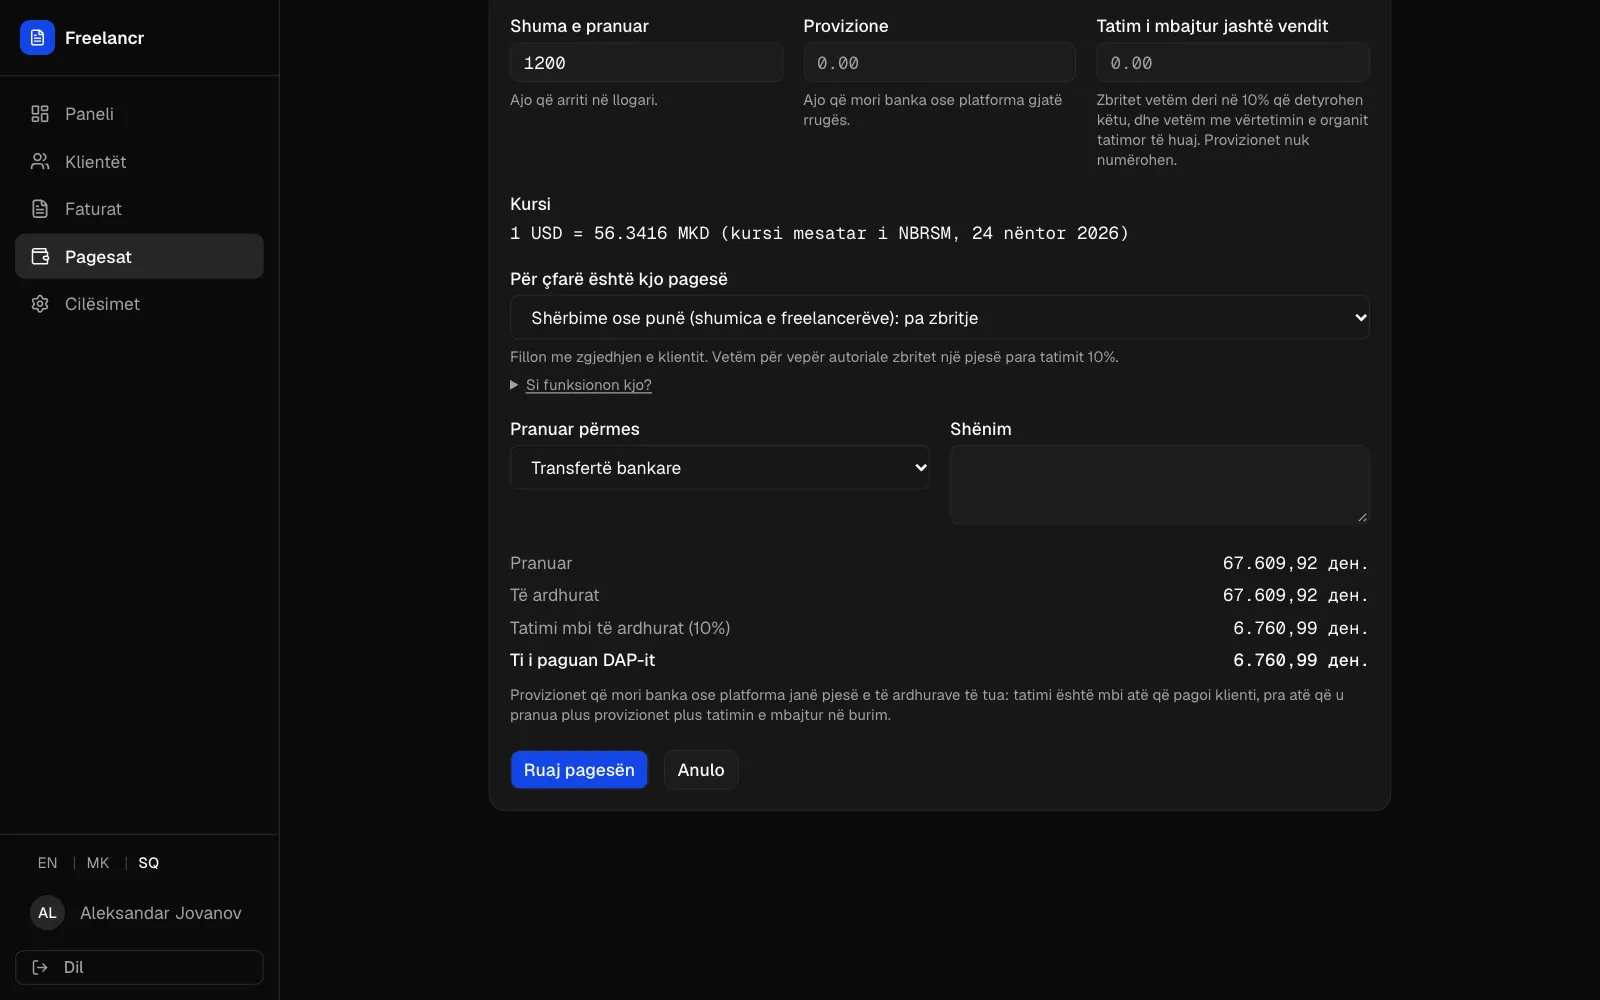 Freelancr
Paneli
Klientët
Faturat
Pagesat
Cilësimet
EN | MK | SQ
AL Aleksandar Jovanov
Dil
Shuma e pranuar
1200
Ajo që arriti në llogari.
Provizione
0.00
Ajo që mori banka ose platforma gjatë
rrugës.
Tatim i mbajtur jashtë vendit
0.00
Zbritet vetëm deri në 10% që detyrohen
këtu, dhe vetëm me vërtetimin e organit
tatimor të huaj. Provizionet nuk
numërohen.
Kursi
1 USD = 56.3416 MKD (kursi mesatar i NBRSM, 24 nëntor 2026)
Për çfarë është kjo pagesë
Shërbime ose punë (shumica e freelancerëve): pa zbritje
Fillon me zgjedhjen e klientit. Vetëm për vepër autoriale zbritet një pjesë para tatimit 10%.
Si funksionon kjo?
Pranuar përmes
Transfertë bankare
Shënim
Pranuar 67.609,92 ден.
Të ardhurat 67.609,92 ден.
Tatimi mbi të ardhurat (10%) 6.760,99 ден.
Ti i paguan DAP-it 6.760,99 ден.
Provizionet që mori banka ose platforma janë pjesë e të ardhurave të tua: tatimi është mbi atë që pagoi klienti, pra atë që u
pranua plus provizionet plus tatimin e mbajtur në burim.
Ruaj pagesën
Anulo